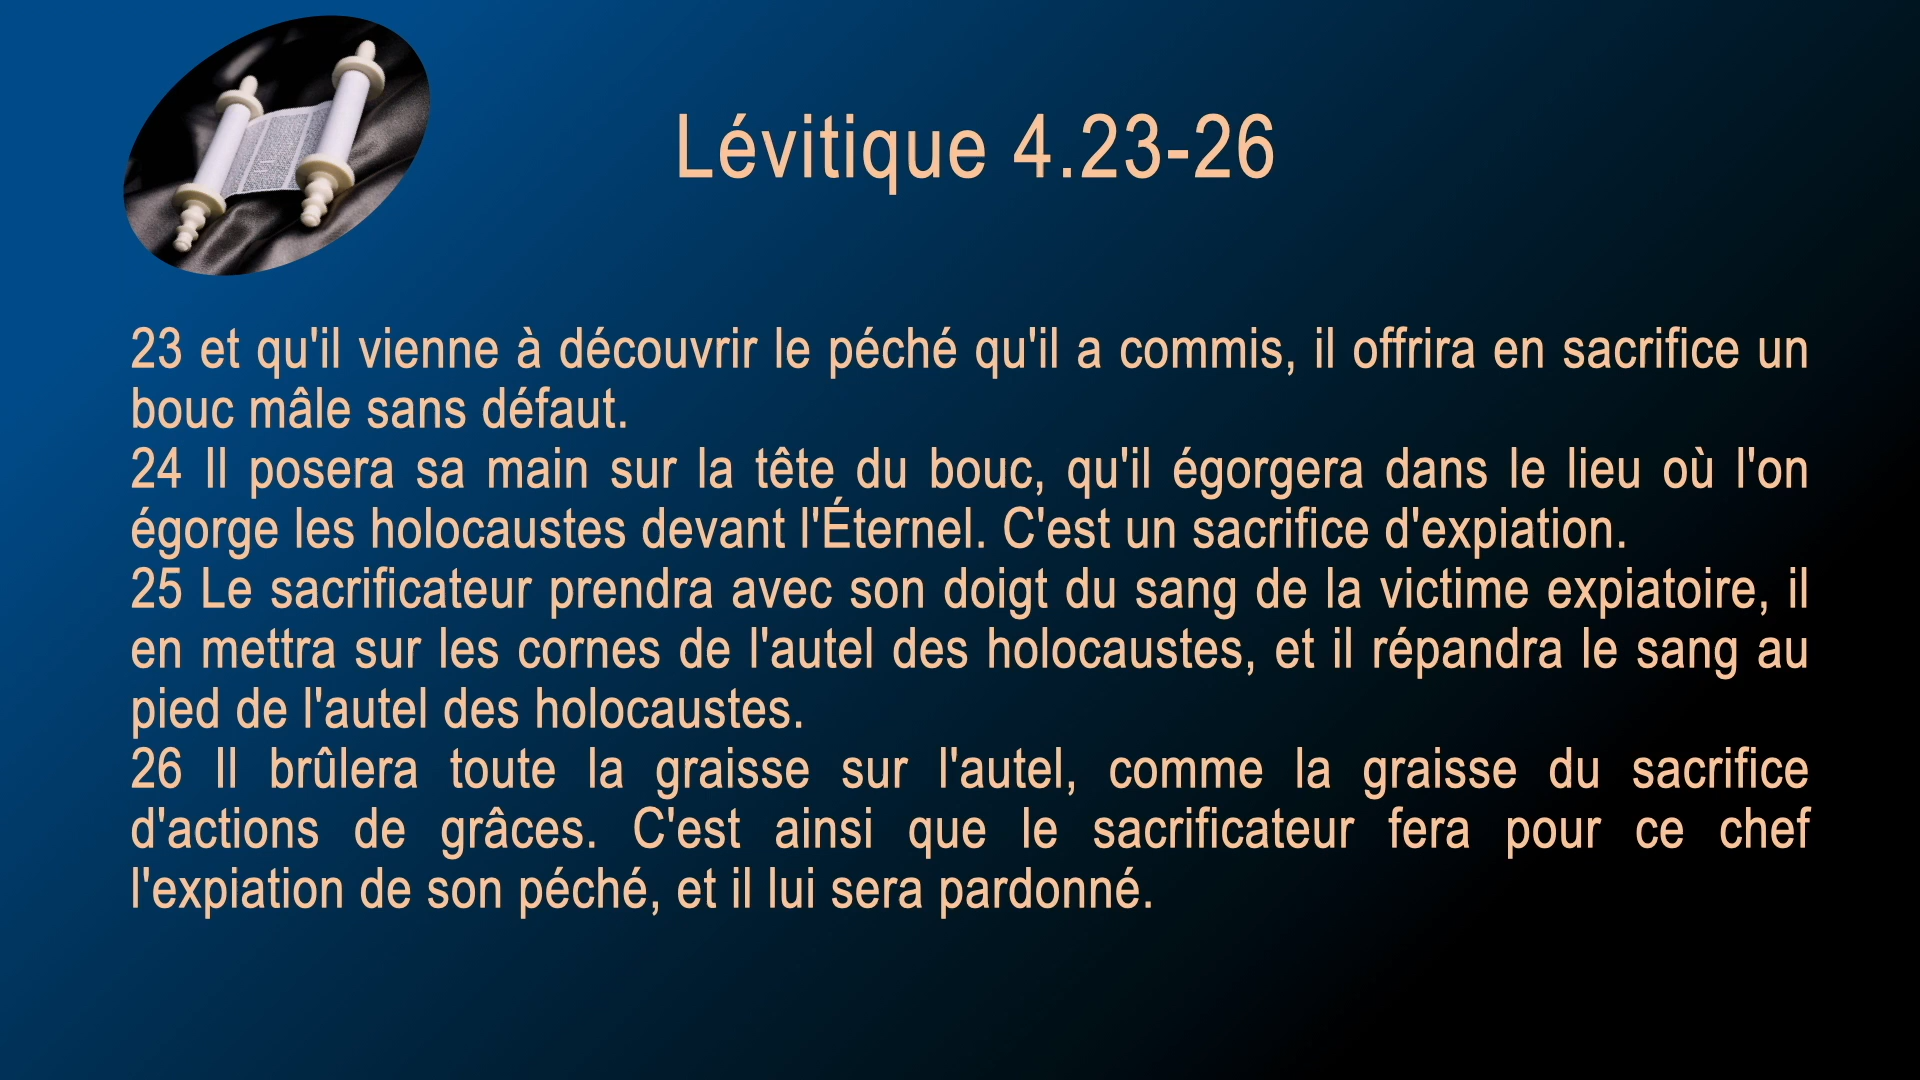 Lévitique 4.23-26
23 et qu'il vienne à découvrir le péché qu'il a commis, il offrira en sacrifice un
bouc mâle sans défaut.
24 Il posera sa main sur la tête du bouc, qu'il égorgera dans le lieu où l'on
égorge les holocaustes devant l'Éternel. C'est un sacrifice d'expiation.
25 Le sacrificateur prendra avec son doigt du sang de la victime expiatoire, il
en mettra sur les cornes de l'autel des holocaustes, et il répandra le sang au
pied de l'autel des holocaustes.
26 Il brûlera toute la graisse sur l'autel, comme la graisse du sacrifice
d'actions de grâces. C'est ainsi que le sacrificateur fera pour ce chef
l'expiation de son péché, et il lui sera pardonné.